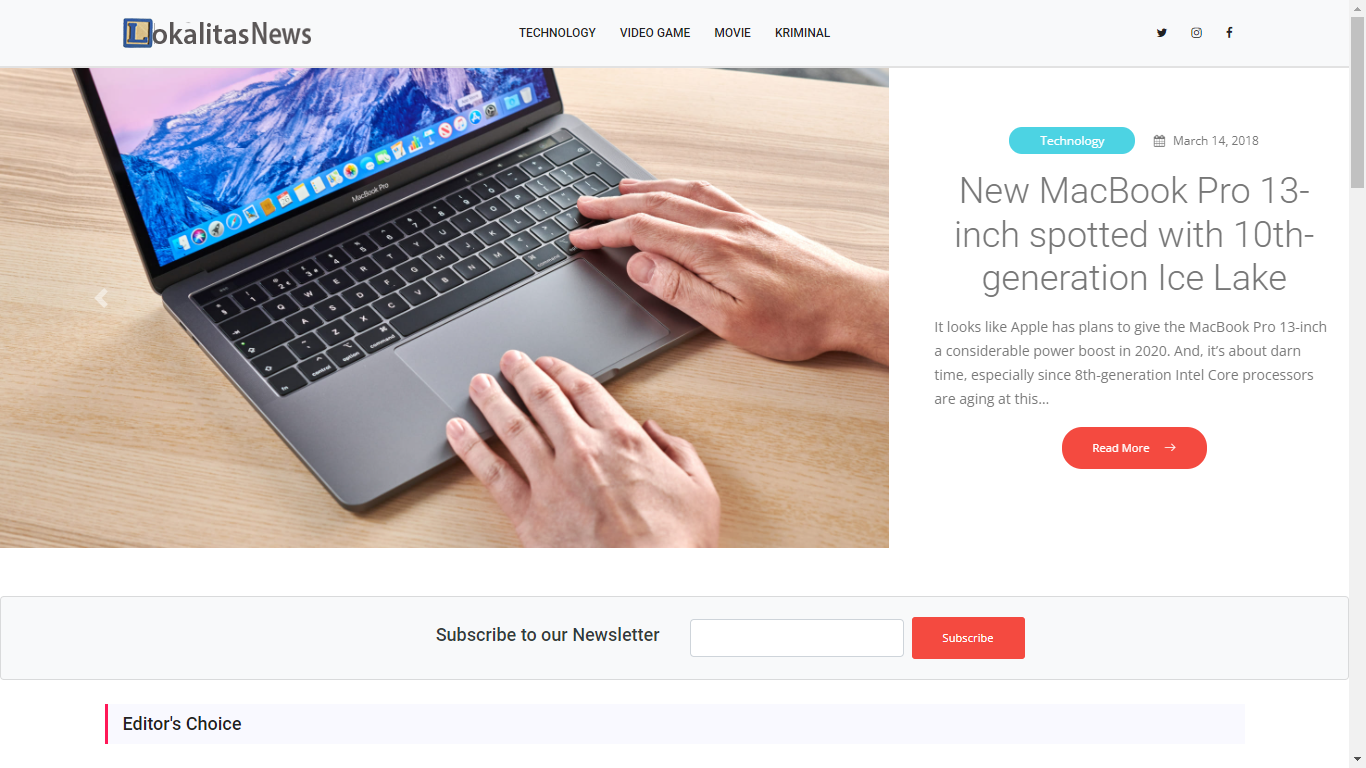 LokalitasNews
TECHNOLOGY VIDEO GAME MOVIE KRIMINAL
MacBook Pro
Technology March 14, 2018
New MacBook Pro 13-
inch spotted with 10th-
generation Ice Lake
It looks like Apple has plans to give the MacBook Pro 13-inch
a considerable power boost in 2020. And, it’s about darn
time, especially since 8th-generation Intel Core processors
are aging at this...
Read More
Subscribe to our Newsletter Subscribe
Editor's Choice